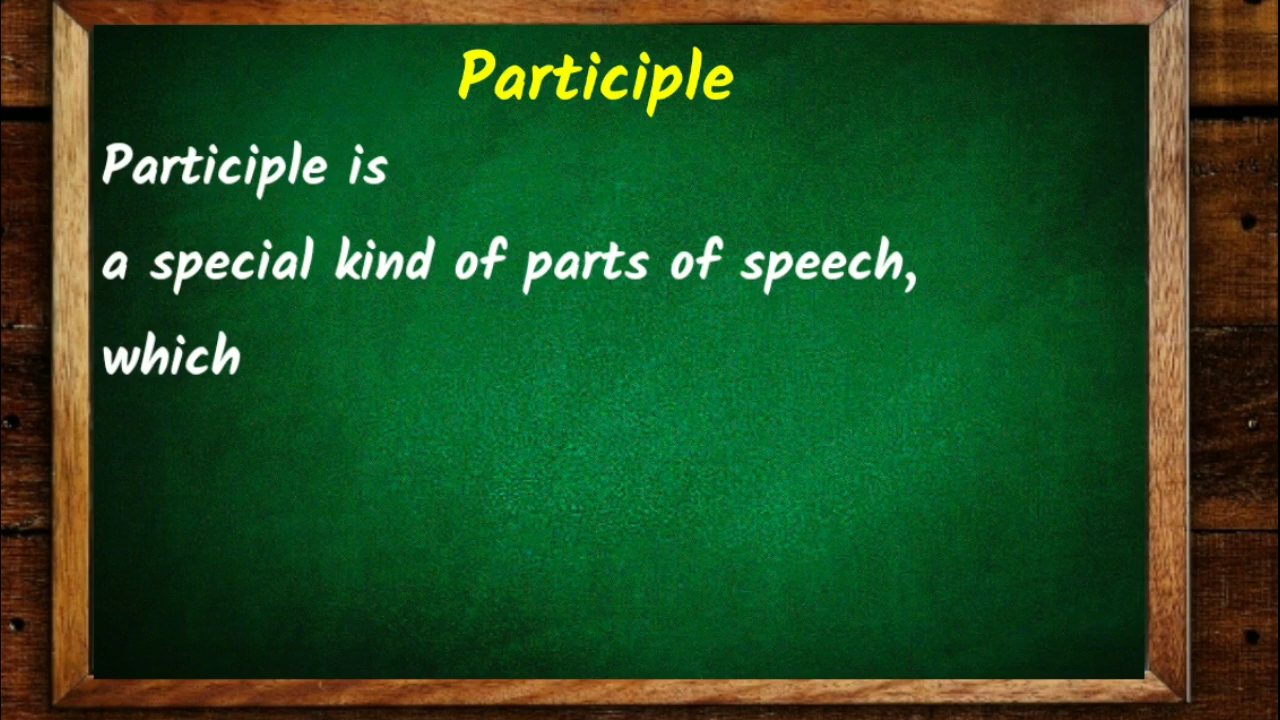 Participle
Participle is
a special kind of parts of speech,
which